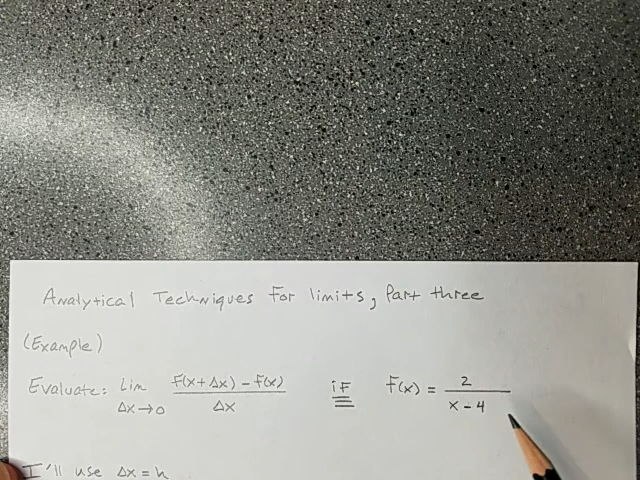 Analytical Techniques for limits, Part three
(Example)
Evaluate: Lim Δx→0 F(x+Δx) − F(x) / Δx if F(x) = 2 / x − 4
I'll use Δx = h